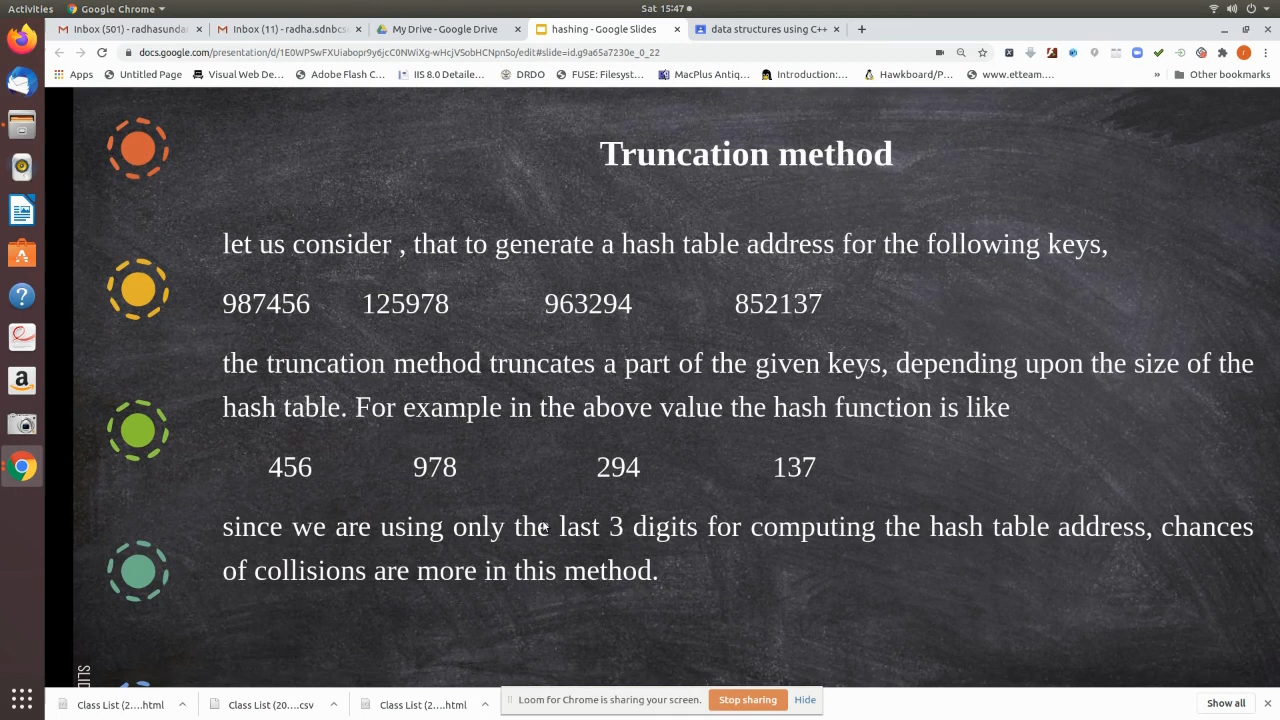 Activities
Google Chrome
Sat 15:47
Inbox (501) - radhasundar
Inbox (11) - radha.sdnbcs
My Drive - Google Drive
hashing - Google Slides
data structures using C++
docs.google.com/presentation/d/1E0WPSwFXUiabopr9y6jcC0NWiXg-wHcjVSobHCNpnSo/edit#slide=id.g9a65a7230e_0_22
Apps
Untitled Page
Visual Web De...
Adobe Flash C...
IIS 8.0 Detaile...
DRDO
FUSE: Filesyst...
MacPlus Antiq...
Introduction:...
Hawkboard/P...
www.etteam....
»
Other bookmarks
Truncation method
let us consider , that to generate a hash table address for the following keys,
987456 125978 963294 852137
the truncation method truncates a part of the given keys, depending upon the size of the
hash table. For example in the above value the hash function is like
456 978 294 137
since we are using only the last 3 digits for computing the hash table address, chances
of collisions are more in this method.
Class List (2....html
Class List (20....csv
Class List (2....html
Loom for Chrome is sharing your screen.
Stop sharing
Hide
Show all